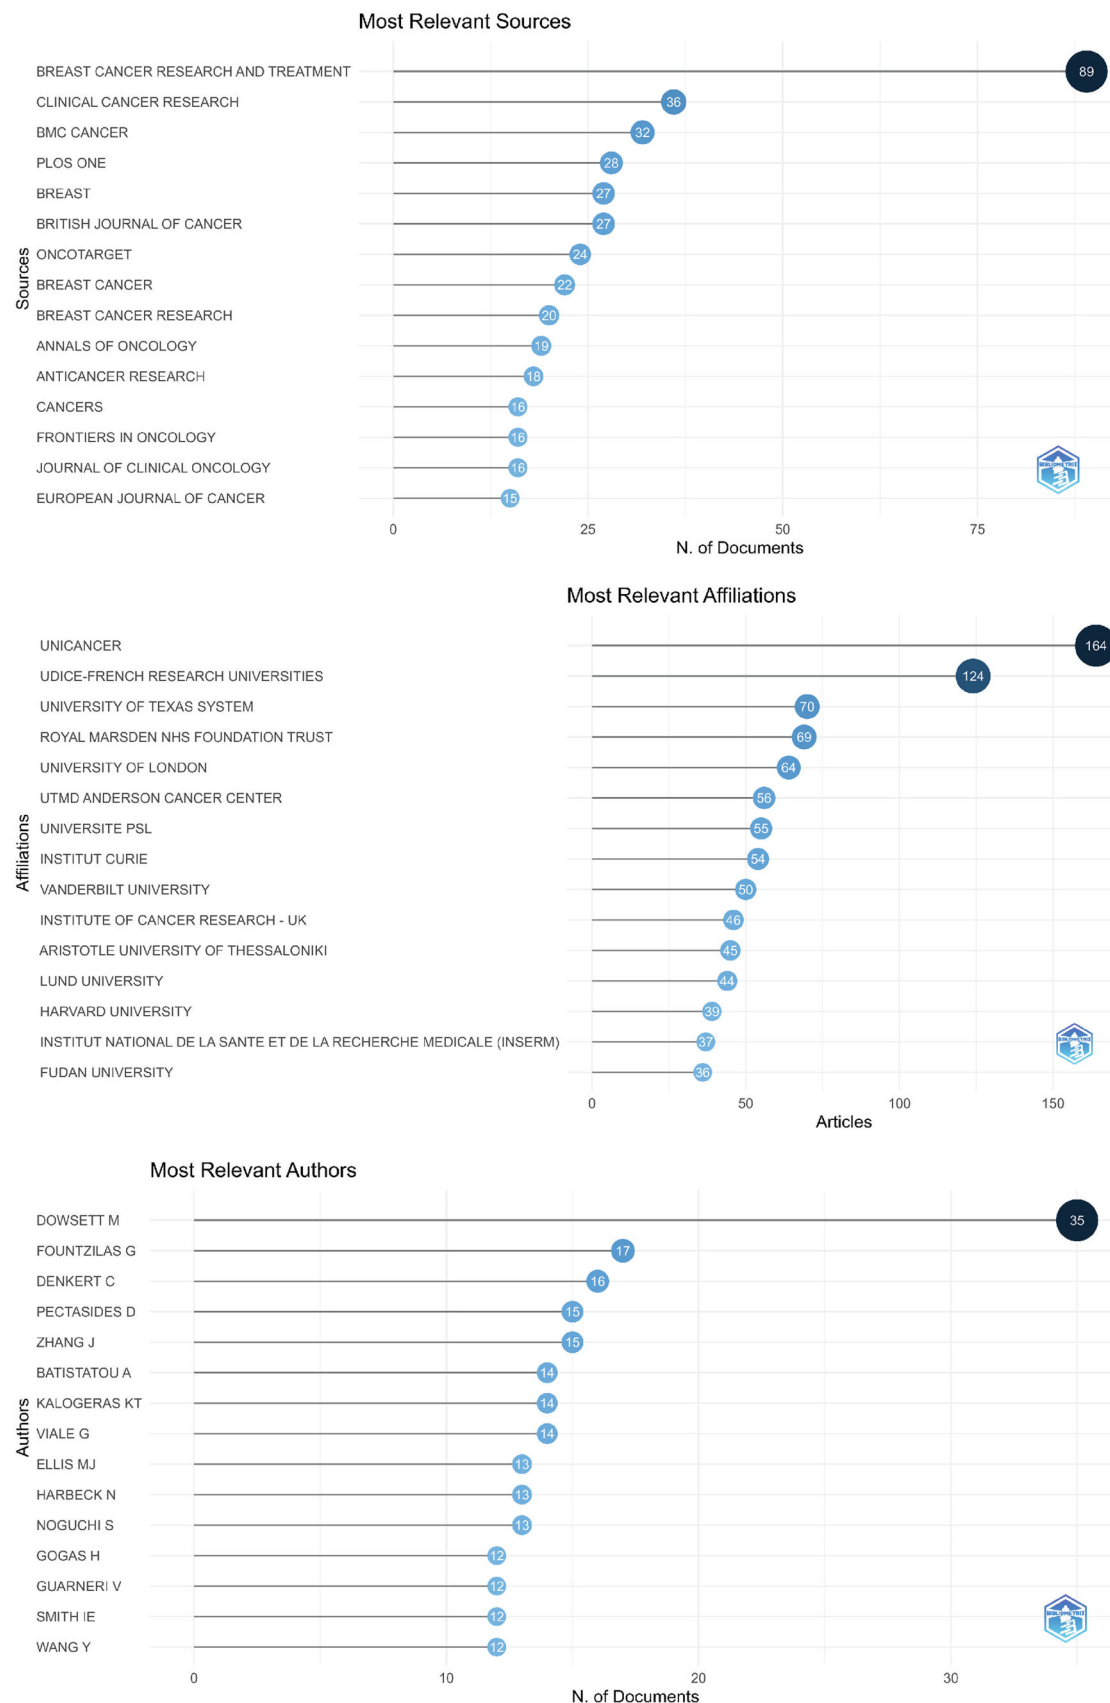 Most Relevant Sources
Sources
BREAST CANCER RESEARCH AND TREATMENT 89
CLINICAL CANCER RESEARCH 36
BMC CANCER 32
PLOS ONE 28
BREAST 27
BRITISH JOURNAL OF CANCER 27
ONCOTARGET 24
BREAST CANCER 22
BREAST CANCER RESEARCH 20
ANNALS OF ONCOLOGY 19
ANTICANCER RESEARCH 18
CANCERS 16
FRONTIERS IN ONCOLOGY 16
JOURNAL OF CLINICAL ONCOLOGY 16
EUROPEAN JOURNAL OF CANCER 15
BIBLIOMETRIX
0 25 50 75
N. of Documents
Most Relevant Affiliations
Affiliations
UNICANCER 164
UDICE-FRENCH RESEARCH UNIVERSITIES 124
UNIVERSITY OF TEXAS SYSTEM 70
ROYAL MARSDEN NHS FOUNDATION TRUST 69
UNIVERSITY OF LONDON 64
UTMD ANDERSON CANCER CENTER 56
UNIVERSITE PSL 55
INSTITUT CURIE 54
VANDERBILT UNIVERSITY 50
INSTITUTE OF CANCER RESEARCH - UK 46
ARISTOTLE UNIVERSITY OF THESSALONIKI 45
LUND UNIVERSITY 44
HARVARD UNIVERSITY 39
INSTITUT NATIONAL DE LA SANTE ET DE LA RECHERCHE MEDICALE (INSERM) 37
FUDAN UNIVERSITY 36
BIBLIOMETRIX
0 50 100 150
Articles
Most Relevant Authors
Authors
DOWSETT M 35
FOUNTZILAS G 17
DENKERT C 16
PECTASIDES D 15
ZHANG J 15
BATISTATOU A 14
KALOGERAS KT 14
VIALE G 14
ELLIS MJ 13
HARBECK N 13
NOGUCHI S 13
GOGAS H 12
GUARNERI V 12
SMITH IE 12
WANG Y 12
BIBLIOMETRIX
0 10 20 30
N. of Documents